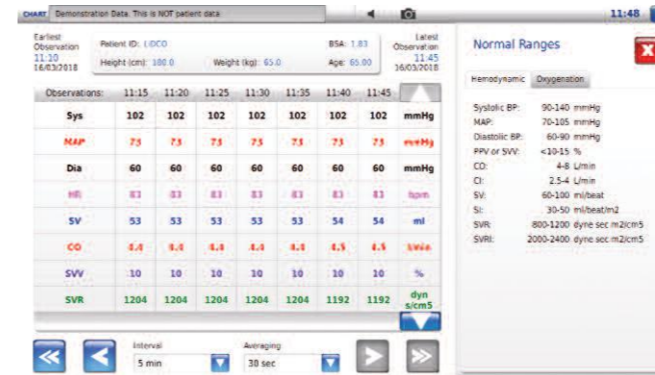 CHART Demonstration Data. This is NOT patient data. 11:48
Earliest Observation 11:10 16/03/2018
Patient ID: LiDCO BSA: 1.83
Height (cm): 180.0 Weight (kg): 65.0 Age: 65.00
Latest Observation 11:45 16/03/2018
Observations: 11:15 11:20 11:25 11:30 11:35 11:40 11:45
Sys 102 102 102 102 102 102 102 mmHg
MAP 73 73 73 73 73 73 73 mmHg
Dia 60 60 60 60 60 60 60 mmHg
HR 83 83 83 83 83 83 83 bpm
SV 53 53 53 53 53 54 54 ml
CO 4.4 4.4 4.4 4.4 4.4 4.5 4.5 l/min
SVV 10 10 10 10 10 10 10 %
SVR 1204 1204 1204 1204 1204 1192 1192 dyn s/cm5
Interval Averaging
5 min 30 sec
Normal Ranges
X
Hemodynamic Oxygenation
Systolic BP: 90-140 mmHg
MAP: 70-105 mmHg
Diastolic BP: 60-90 mmHg
PPV or SVV: <10-15 %
CO: 4-8 L/min
CI: 2.5-4 L/min
SV: 60-100 ml/beat
SI: 30-50 ml/beat/m2
SVR: 800-1200 dyne sec m2/cm5
SVRI: 2000-2400 dyne sec m2/cm5